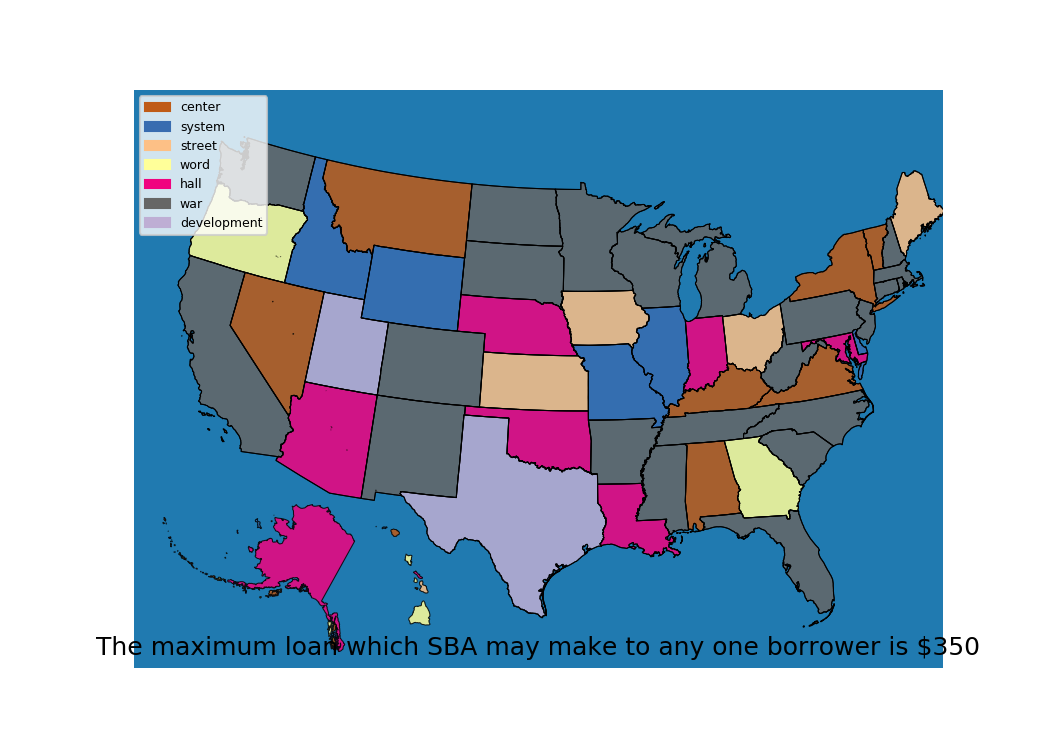 center
system
street
word
hall
war
development
The maximum loan which SBA may make to any one borrower is $350